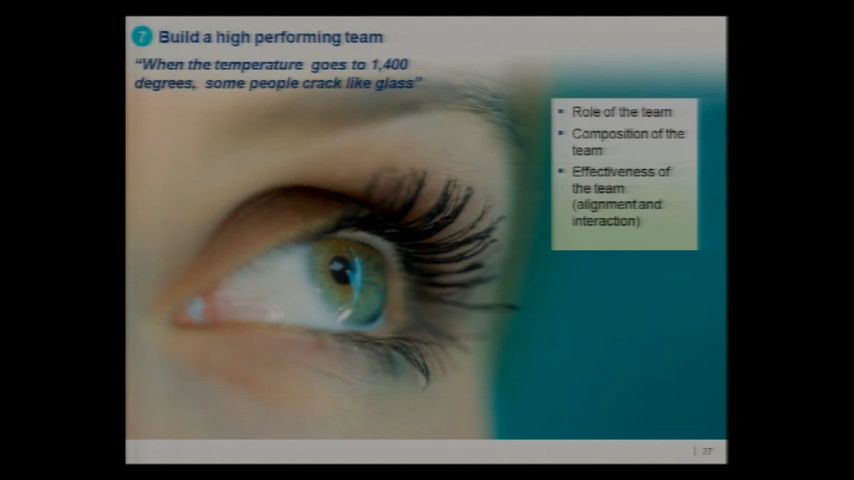 7 Build a high performing team
“When the temperature goes to 1,400
degrees, some people crack like glass”
▪ Role of the team
▪ Composition of the
team
▪ Effectiveness of
the team
(alignment and
interaction)
| 27